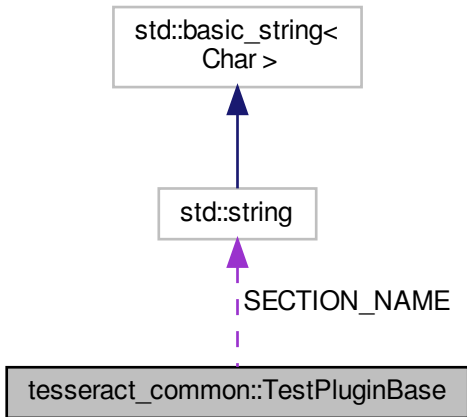 std::basic_string<
Char >
std::string
SECTION_NAME
tesseract_common::TestPluginBase